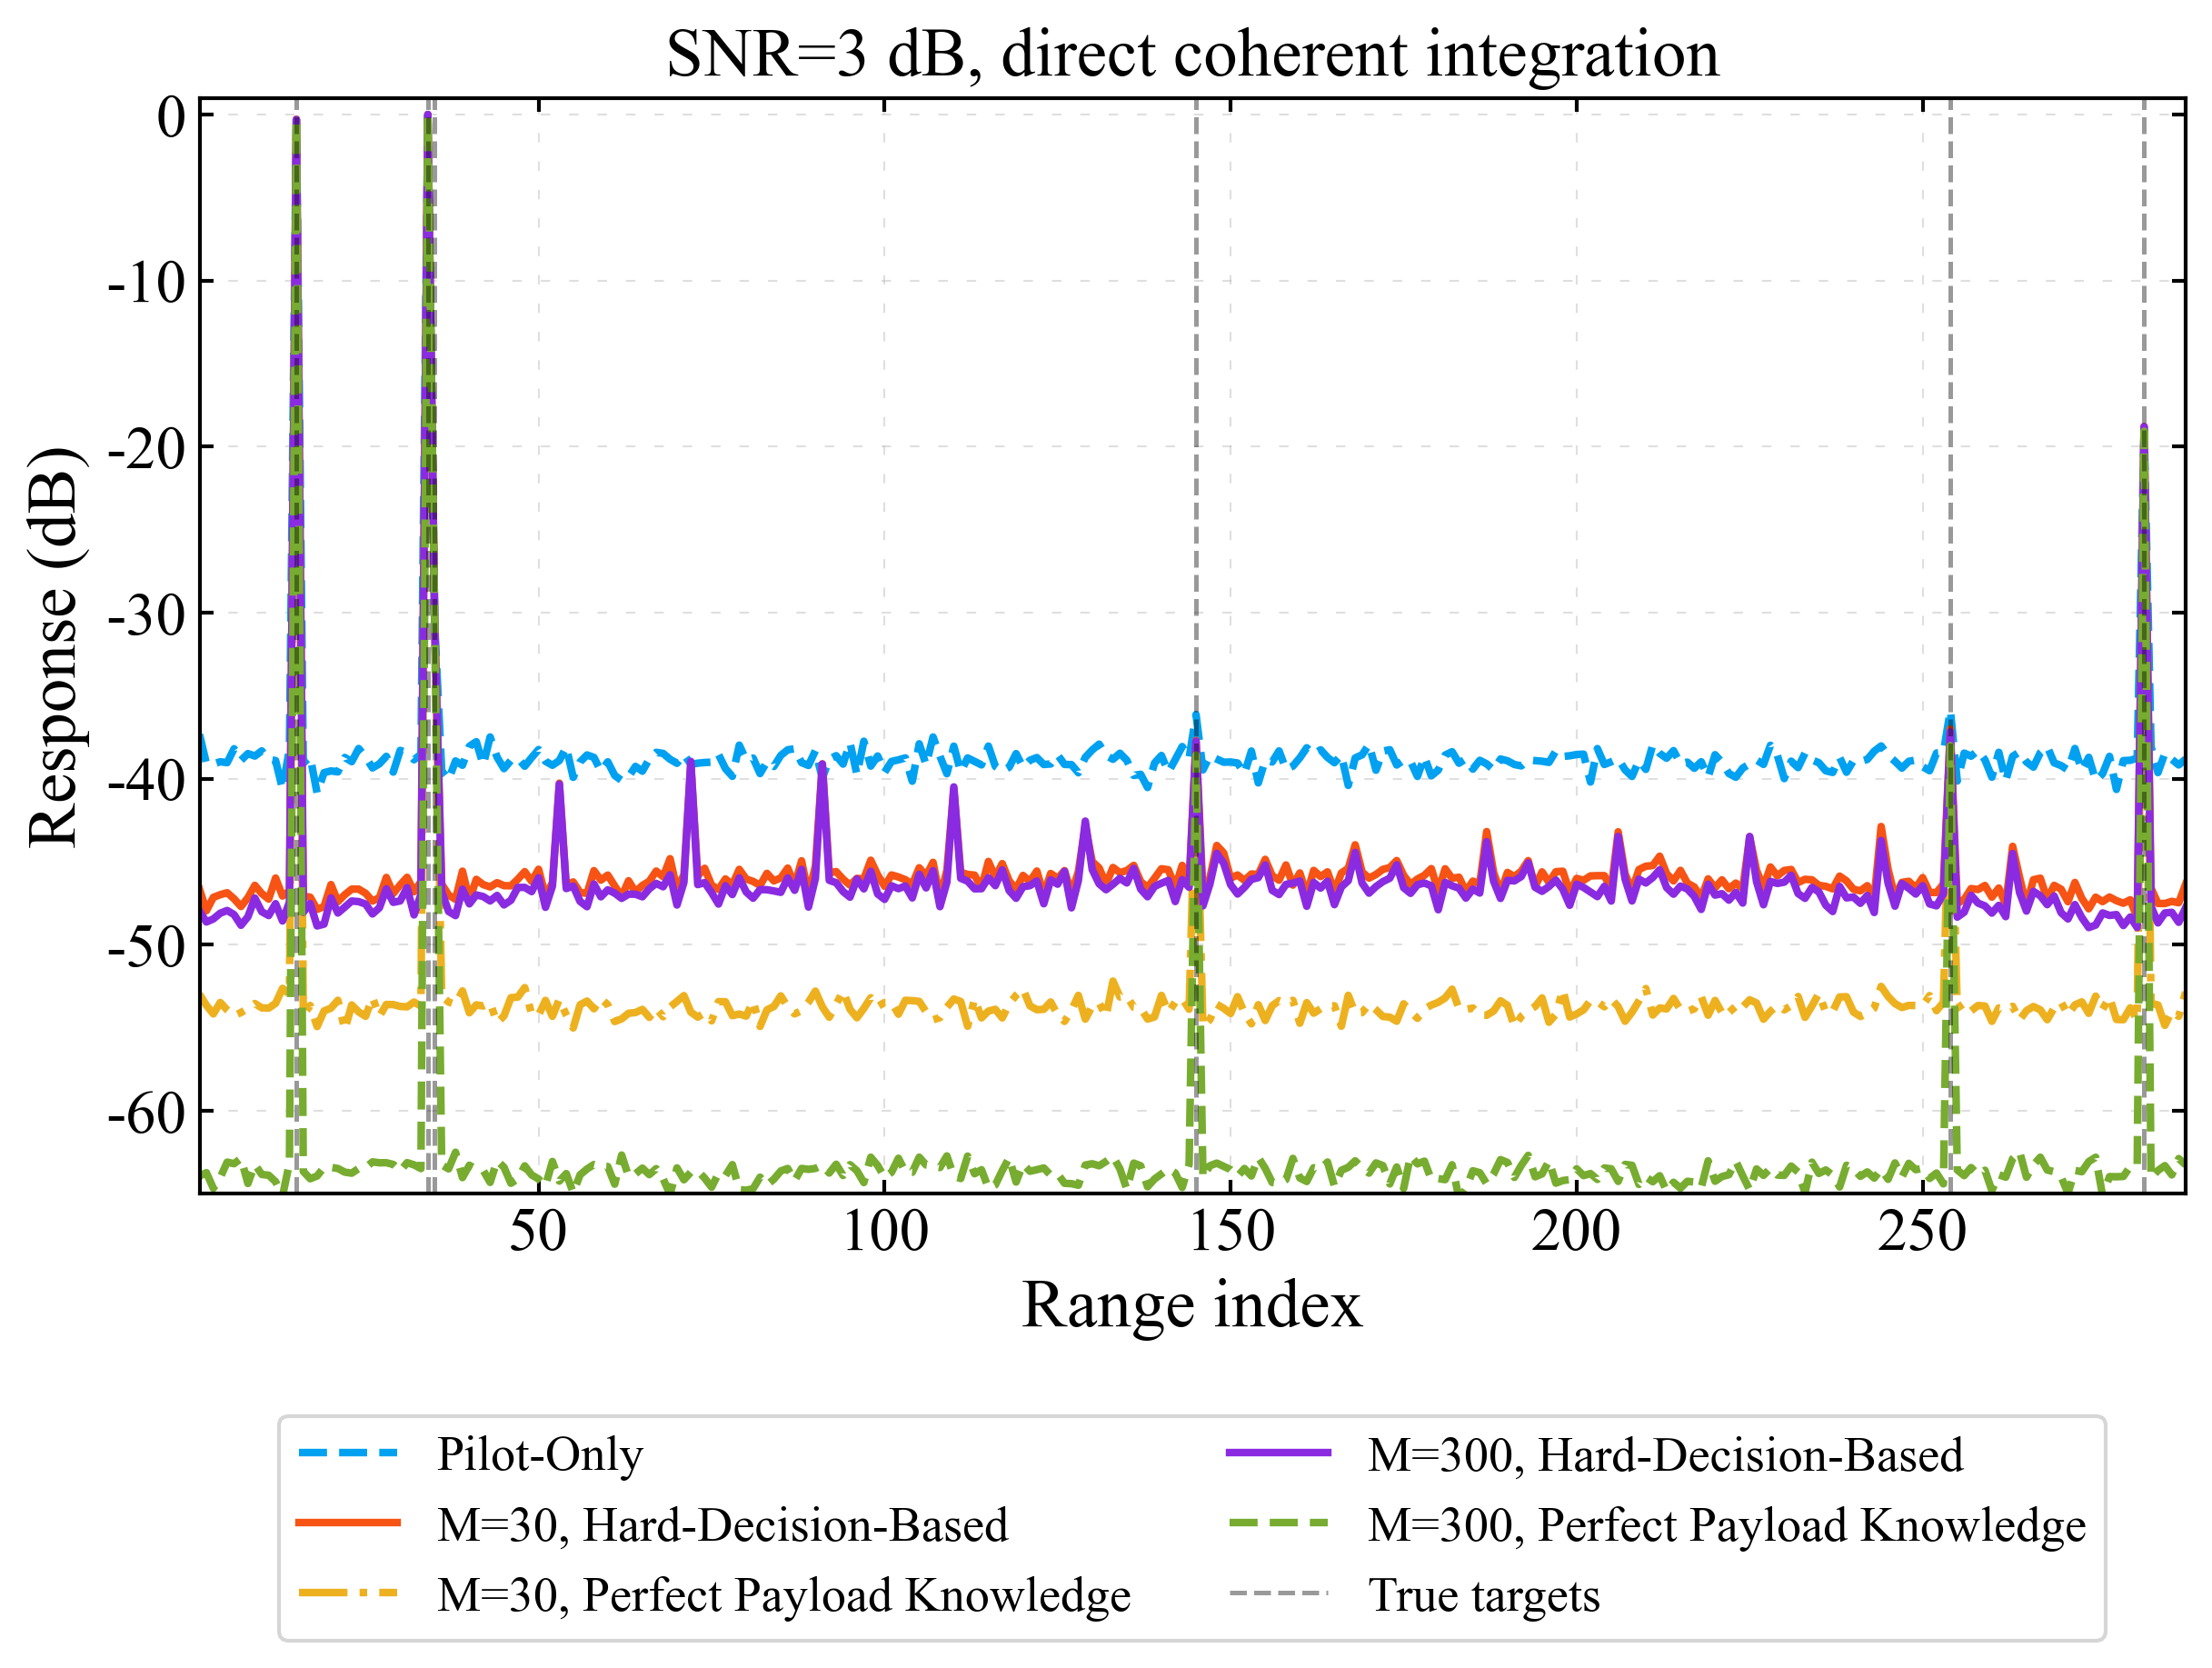 SNR=3 dB, direct coherent integration
0
-10
-20
-30
-40
-50
-60
Response (dB)
50 100 150 200 250
Range index
Pilot-Only
M=30, Hard-Decision-Based
M=30, Perfect Payload Knowledge
M=300, Hard-Decision-Based
M=300, Perfect Payload Knowledge
True targets